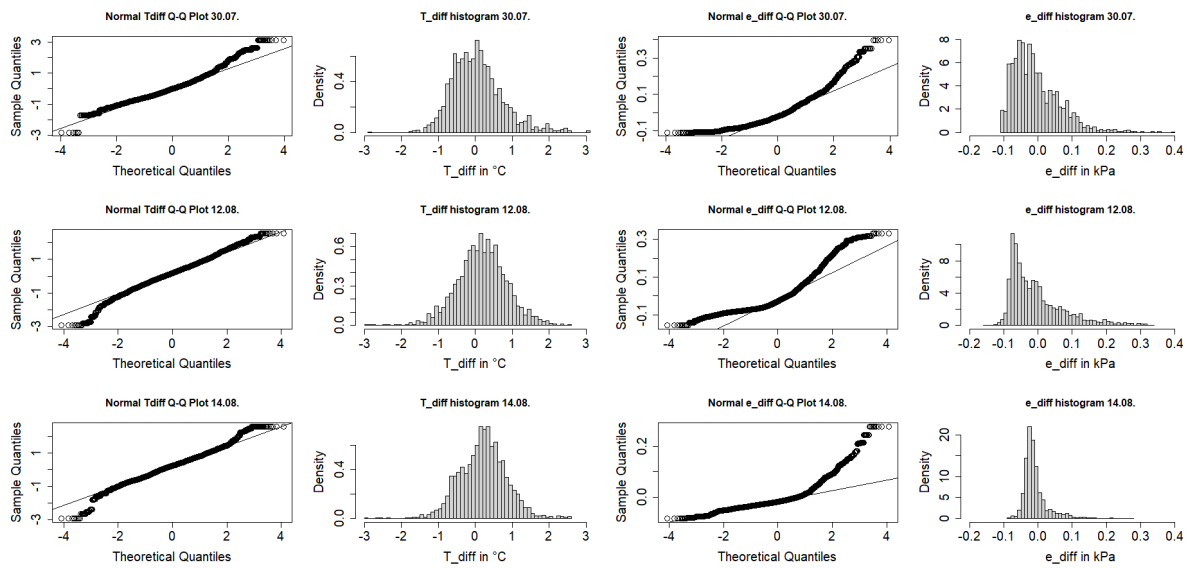 Normal Tdiff Q-Q Plot 30.07.
Sample Quantiles
-3 -1 1 3
-4 -2 0 2 4
Theoretical Quantiles
T_diff histogram 30.07.
Density
0.0 0.4
-3 -2 -1 0 1 2 3
T_diff in °C
Normal e_diff Q-Q Plot 30.07.
Sample Quantiles
-0.1 0.1 0.3
-4 -2 0 2 4
Theoretical Quantiles
e_diff histogram 30.07.
Density
0 2 4 6 8
-0.2 -0.1 0.0 0.1 0.2 0.3 0.4
e_diff in kPa
Normal Tdiff Q-Q Plot 12.08.
Sample Quantiles
-3 -1 1
-4 -2 0 2 4
Theoretical Quantiles
T_diff histogram 12.08.
Density
0.0 0.3 0.6
-3 -2 -1 0 1 2 3
T_diff in °C
Normal e_diff Q-Q Plot 12.08.
Sample Quantiles
-0.1 0.1 0.3
-4 -2 0 2 4
Theoretical Quantiles
e_diff histogram 12.08.
Density
0 4 8
-0.2 -0.1 0.0 0.1 0.2 0.3 0.4
e_diff in kPa
Normal Tdiff Q-Q Plot 14.08.
Sample Quantiles
-3 -1 1
-4 -2 0 2 4
Theoretical Quantiles
T_diff histogram 14.08.
Density
0.0 0.4
-3 -2 -1 0 1 2 3
T_diff in °C
Normal e_diff Q-Q Plot 14.08.
Sample Quantiles
0.0 0.2
-4 -2 0 2 4
Theoretical Quantiles
e_diff histogram 14.08.
Density
0 5 10 20
-0.2 -0.1 0.0 0.1 0.2 0.3 0.4
e_diff in kPa